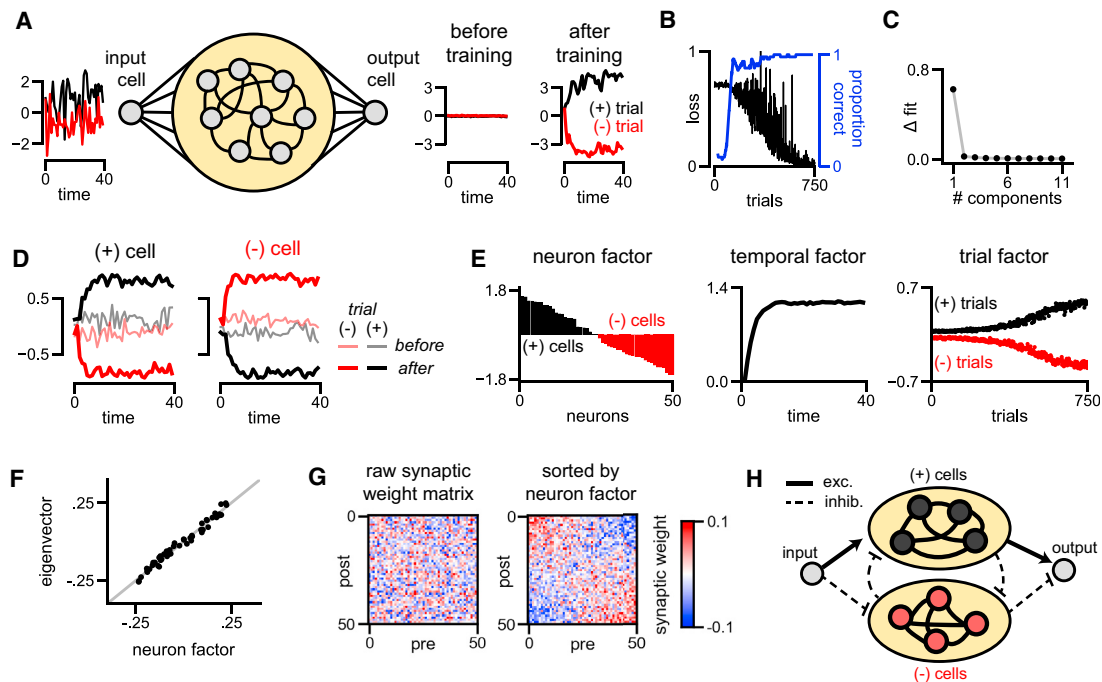 A
input
cell
output
cell
before
training
after
training
2
0
−2
0 40
time
3
0
−3
0 40
time
3
0
−3
(+) trial
(-) trial
0 40
time
B
1
loss
0
0 750
trials
1
proportion
correct
0
C
0.8
Δ fit
0.0
1 6 11
# components
D
(+) cell
(-) cell
0.5
−0.5
0 40
time
0 40
time
trial
(-) (+)
before
after
E
neuron factor
1.8
−1.8
(+) cells
(-) cells
0 50
neurons
temporal factor
1.4
0.0
0 40
time
trial factor
0.7
−0.7
(+) trials
(-) trials
0 750
trials
F
eigenvector
.25
-.25
-.25 .25
neuron factor
G
raw synaptic
weight matrix
sorted by
neuron factor
0
post
50
0 pre 50
0
post
50
0 pre 50
synaptic weight
0.1
-0.1
H
exc.
inhib.
(+) cells
input
output
(-) cells